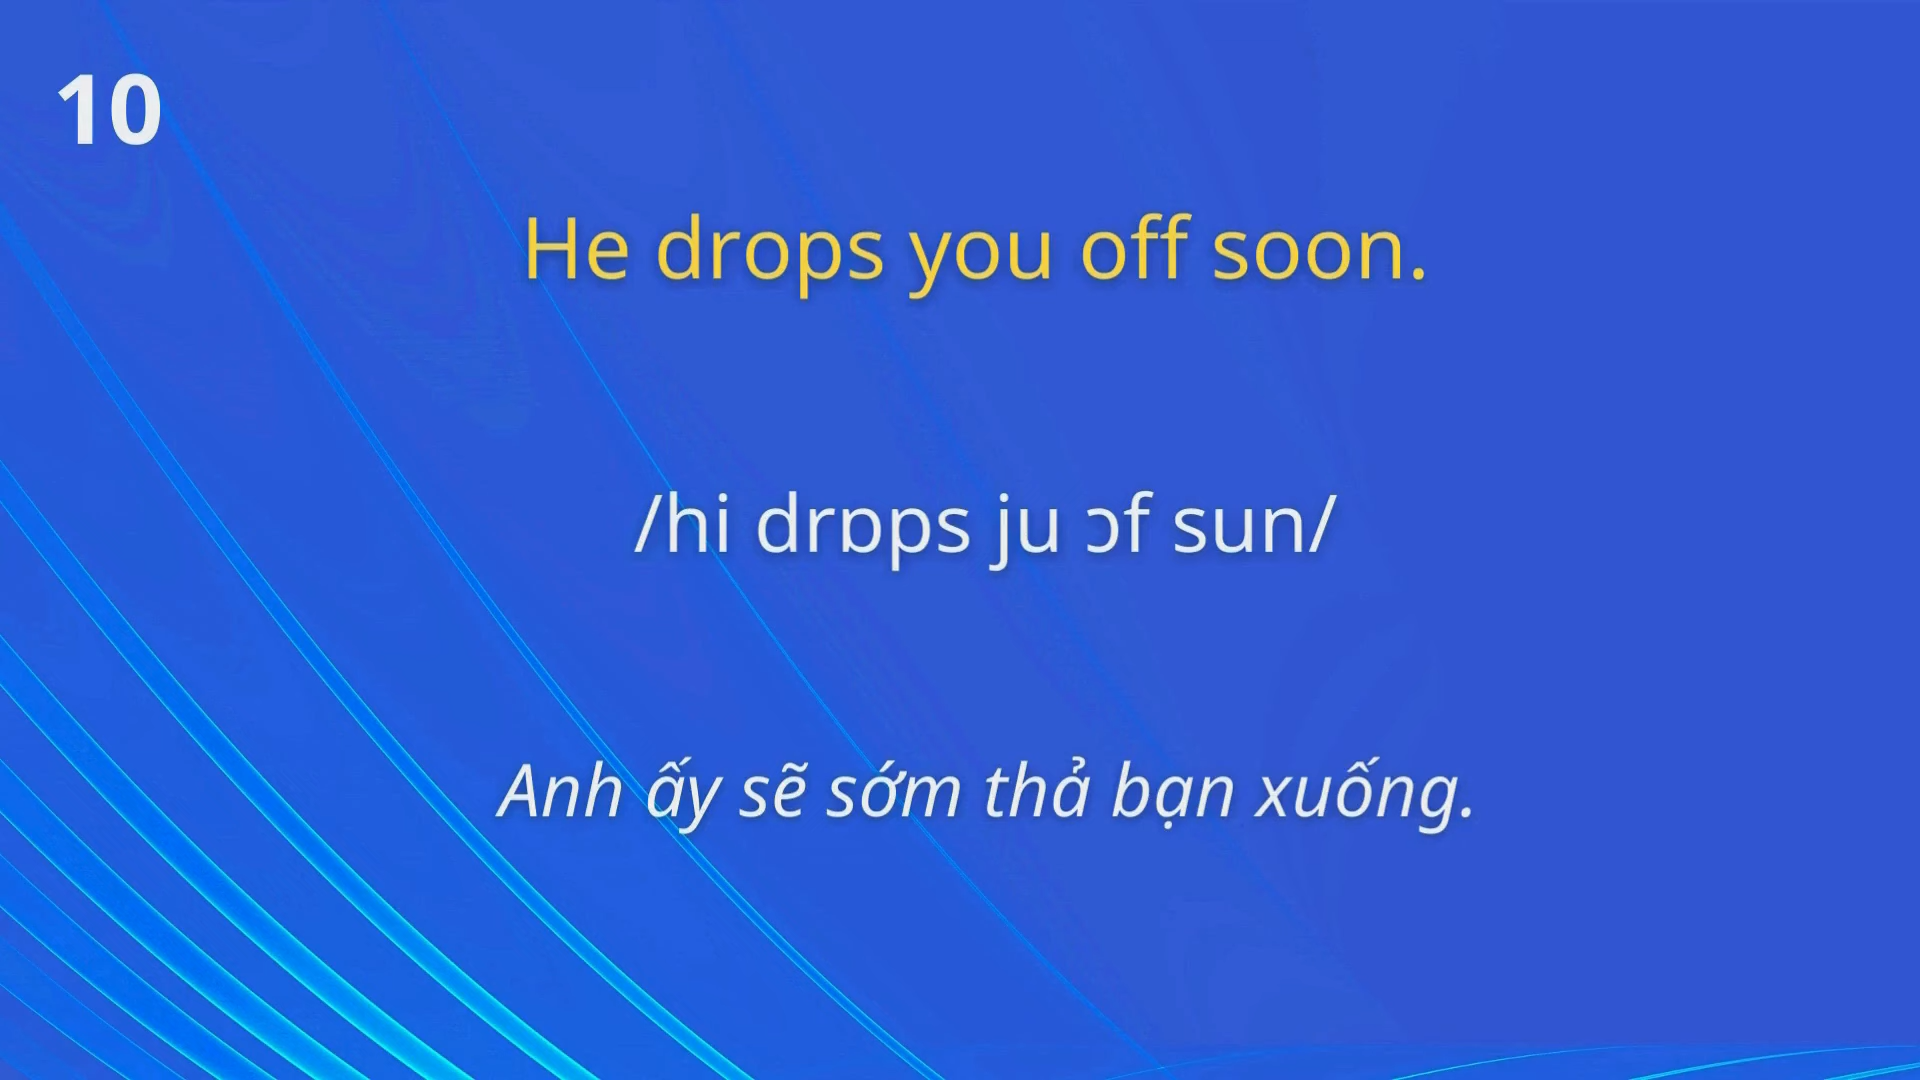 10
He drops you off soon.
/hi drɒps ju ɔf sun/
Anh ấy sẽ sớm thả bạn xuống.